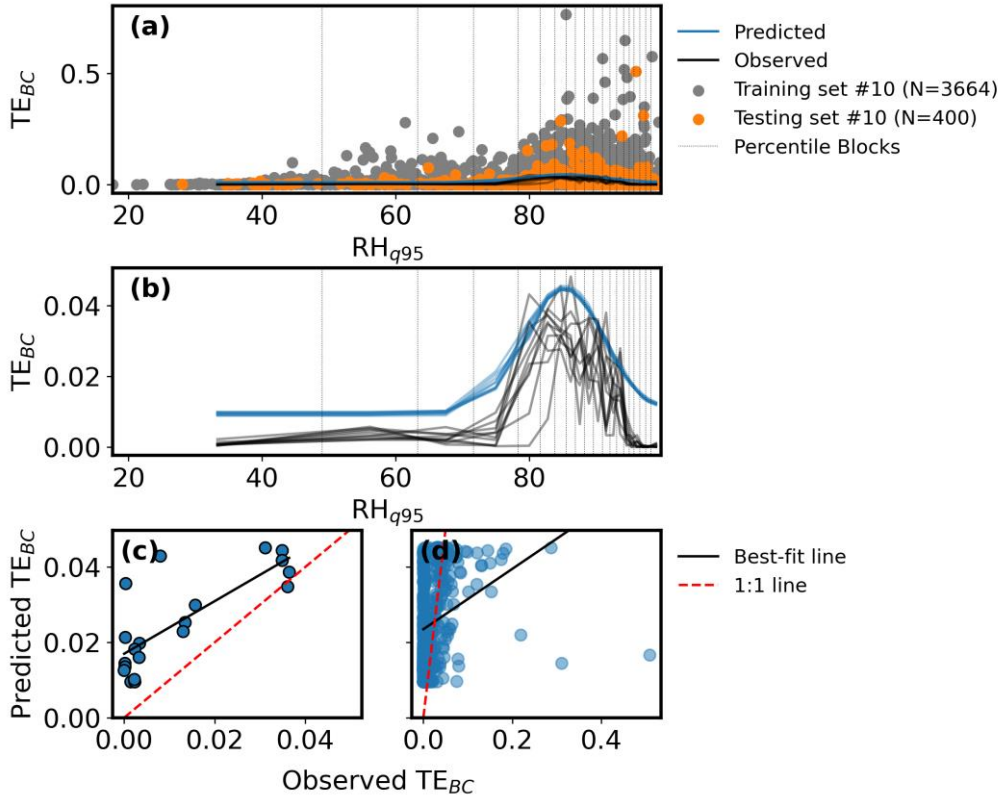 (a)
TE_BC
0.5
0.0
20 40 60 80
RH_q95
Predicted
Observed
Training set #10 (N=3664)
Testing set #10 (N=400)
Percentile Blocks
(b)
TE_BC
0.04
0.02
0.00
20 40 60 80
RH_q95
(c)
Predicted TE_BC
0.04
0.02
0.00
0.00 0.02 0.04
(d)
0.0 0.2 0.4
Observed TE_BC
Best-fit line
1:1 line